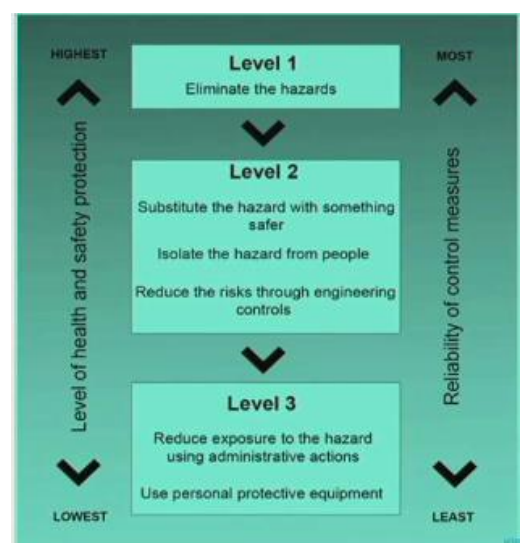 HIGHEST
MOST
Level 1
Eliminate the hazards
Level of health and safety protection
Reliability of control measures
Level 2
Substitute the hazard with something
safer
Isolate the hazard from people
Reduce the risks through engineering
controls
Level 3
Reduce exposure to the hazard
using administrative actions
Use personal protective equipment
LOWEST
LEAST